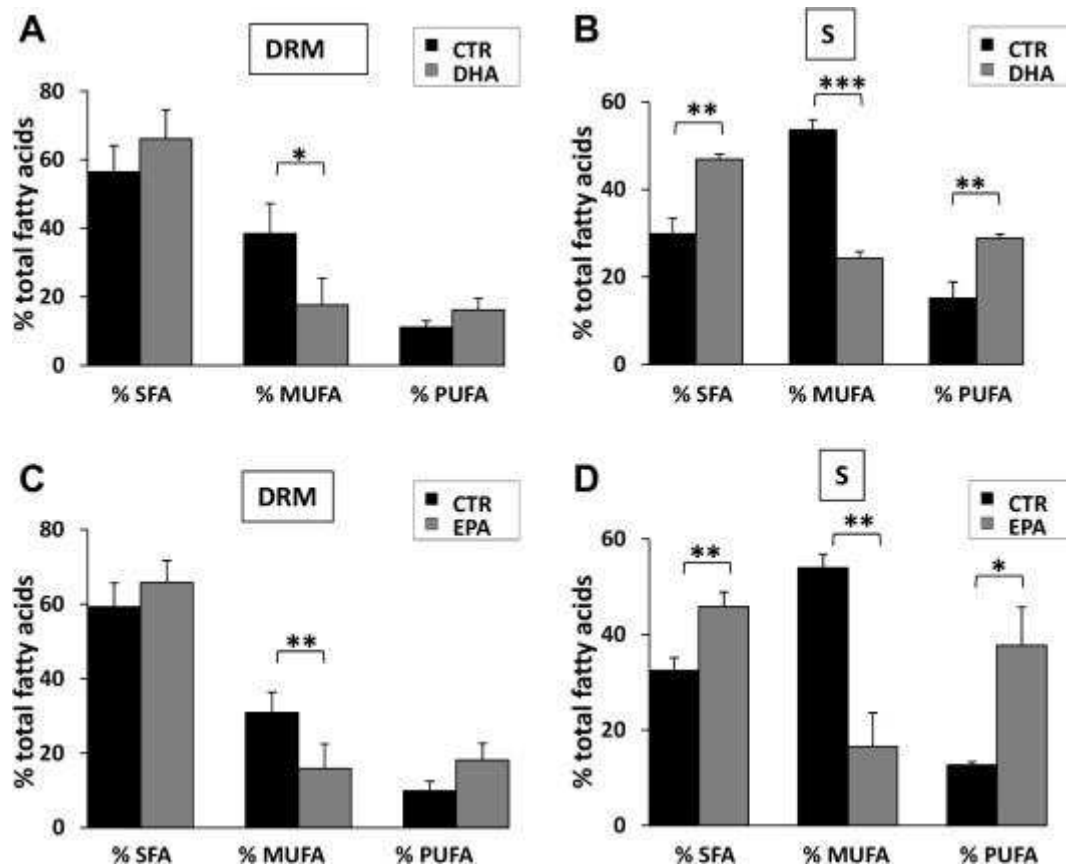 A
DRM
CTR
DHA
% total fatty acids
80
60
40
20
0
*
% SFA
% MUFA
% PUFA
B
S
CTR
DHA
% total fatty acids
60
40
20
0
**
***
**
% SFA
% MUFA
% PUFA
C
DRM
CTR
EPA
% total fatty acids
80
60
40
20
0
**
% SFA
% MUFA
% PUFA
D
S
CTR
EPA
% total fatty acids
60
40
20
0
**
**
*
% SFA
% MUFA
% PUFA